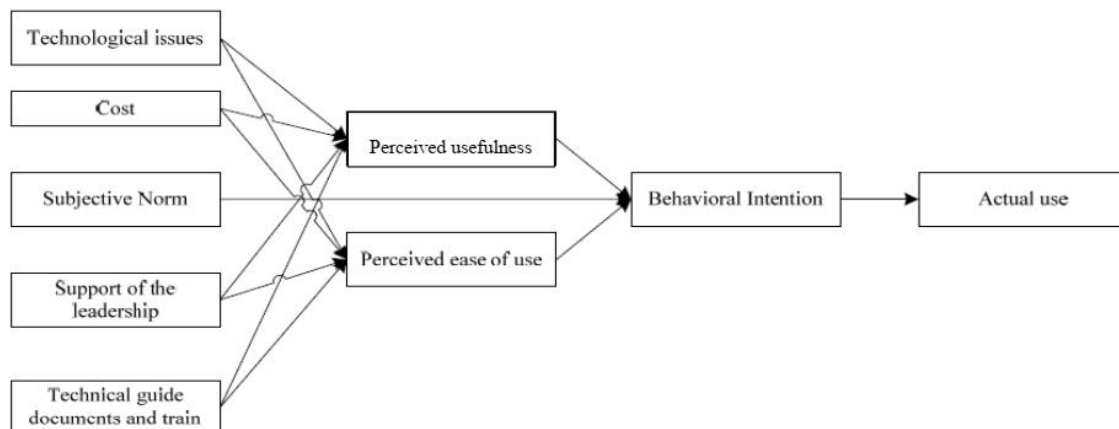 Technological issues
Cost
Perceived usefulness
Subjective Norm
Behavioral Intention
Actual use
Perceived ease of use
Support of the
leadership
Technical guide
documents and train